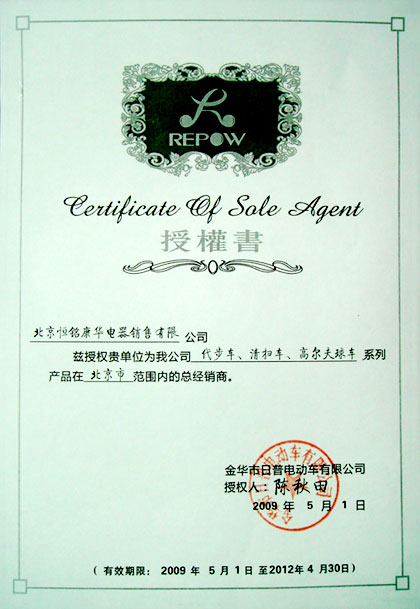 REPOW
Certificate Of Sole Agent
授權書
北京恒铭康华电器销售有限 公司
兹授权贵单位为我公司 代步车、清扫车、高尔夫球车 系列
产品在 北京市 范围内的总经销商。
金华市日普电动车有限公司
授权人：陈秋田
2009 年 5 月 1 日
（有效期限： 2009 年 5 月 1 日 至2012年 4 月30日）